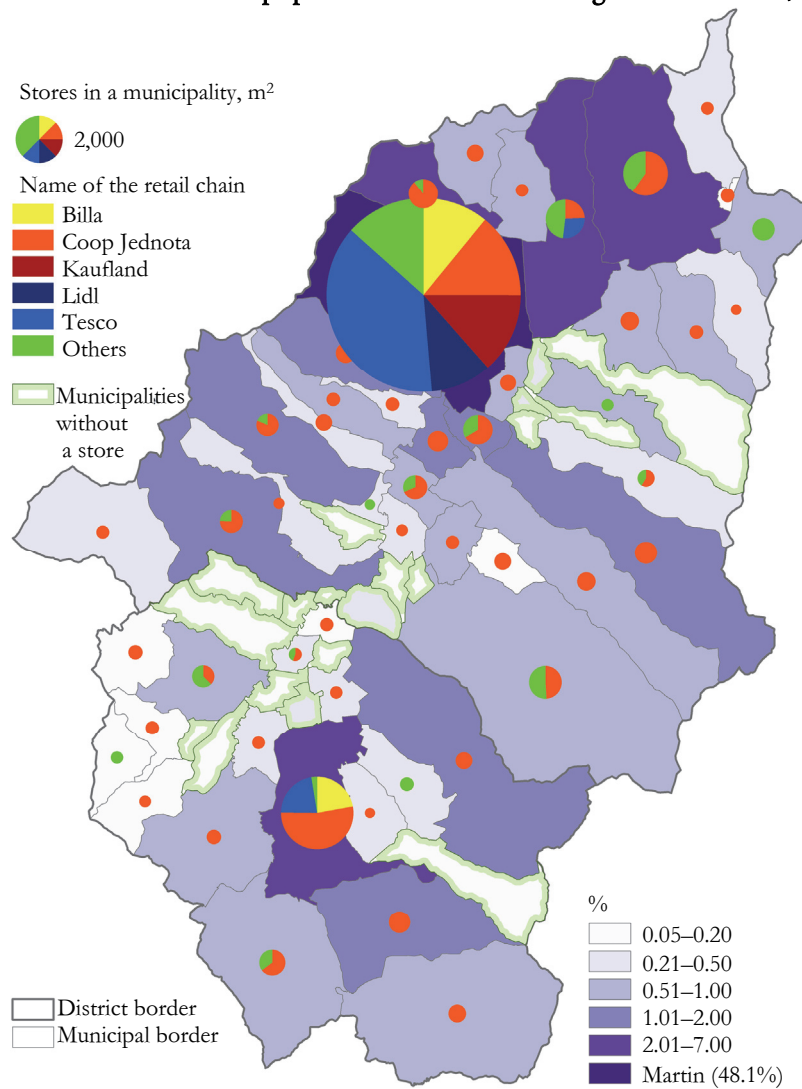 Stores in a municipality, m²
2,000
Name of the retail chain
Billa
Coop Jednota
Kaufland
Lidl
Tesco
Others
Municipalities
without
a store
%
0.05–0.20
0.21–0.50
0.51–1.00
1.01–2.00
2.01–7.00
Martin (48.1%)
District border
Municipal border